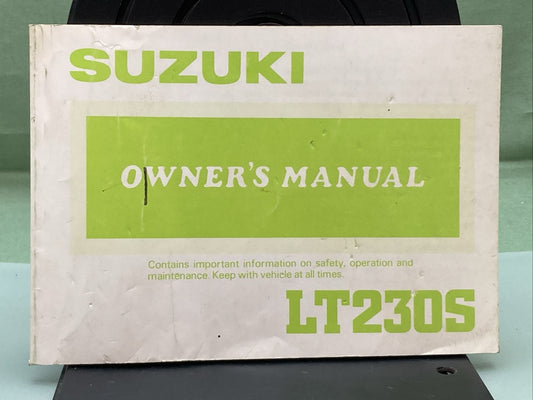 SUZUKI
OWNER'S MANUAL
Contains important information on safety, operation and
maintenance. Keep with vehicle at all times.
LT230S